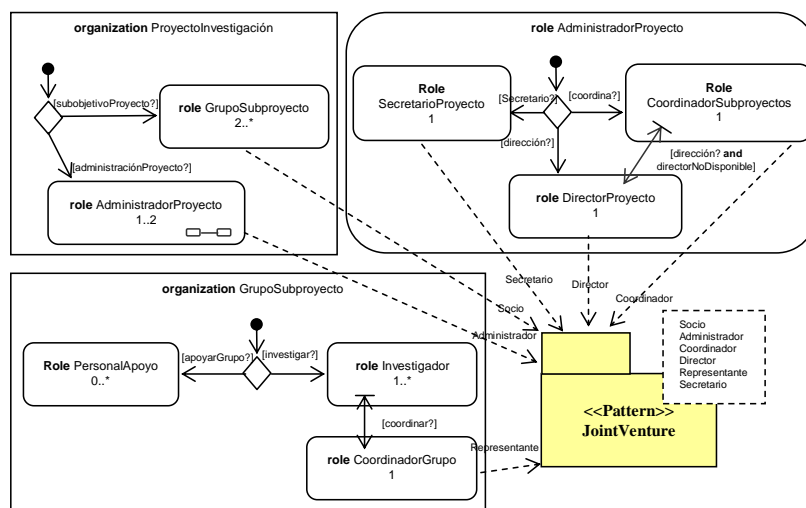 organization ProyectoInvestigación
[subobjetivoProyecto?]
role GrupoSubproyecto
2..*
[administraciónProyecto?]
role AdministradorProyecto
1..2
role AdministradorProyecto
Role
SecretarioProyecto
1
[Secretario?]
[coordina?]
Role
CoordinadorSubproyectos
1
[dirección?]
[dirección? and
directorNoDisponible]
role DirectorProyecto
1
organization GrupoSubproyecto
Role PersonalApoyo
0..*
[apoyarGrupo?]
[investigar?]
role Investigador
1..*
[coordinar?]
role CoordinadorGrupo
1
Secretario
Director
Coordinador
Socio
Administrador
Representante
Socio
Administrador
Coordinador
Director
Representante
Secretario
<<Pattern>>
JointVenture